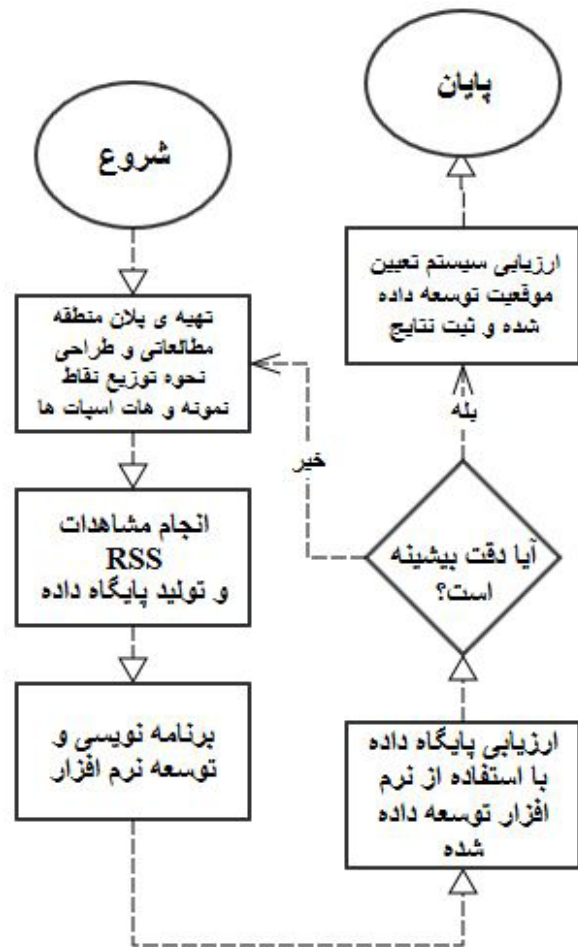 شروع
تهیه ی پلان منطقه
مطالعاتی و طراحی
نحوه توزیع نقاط
نمونه و هات اسپات ها
انجام مشاهدات
RSS
و تولید پایگاه داده
برنامه نویسی و
توسعه نرم افزار
ارزیابی پایگاه داده
با استفاده از نرم
افزار توسعه داده
شده
آیا دقت بیشینه
است؟
خیر
بله
ارزیابی سیستم تعیین
موقعیت توسعه داده
شده و ثبت نتایج
پایان